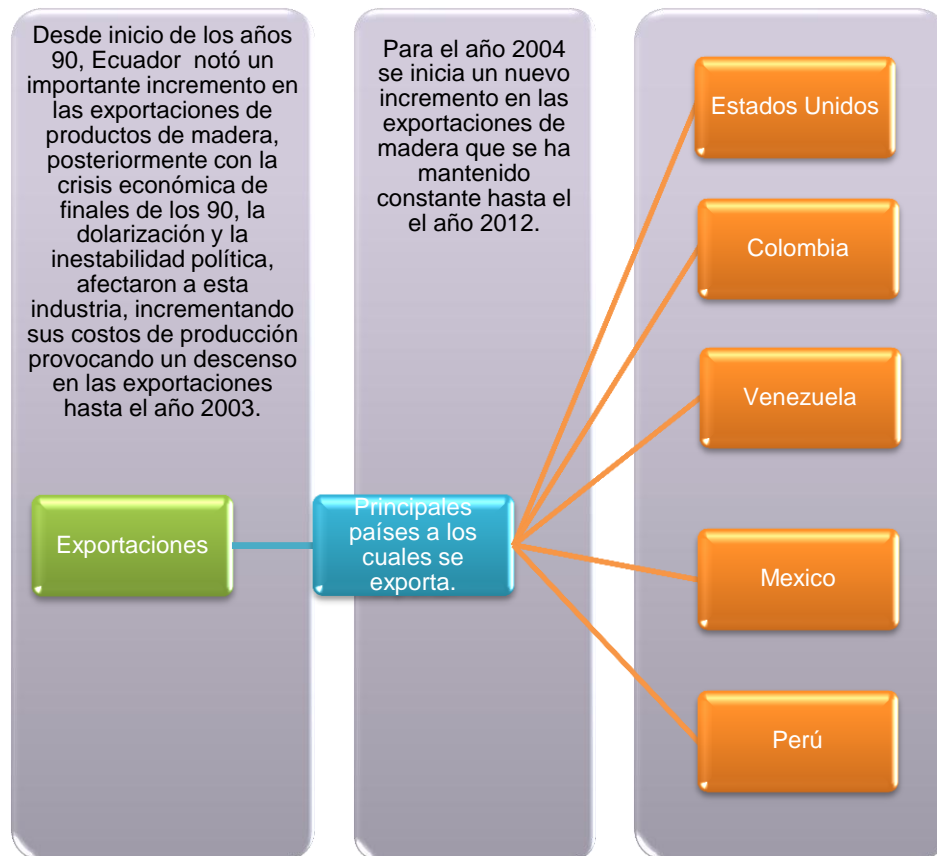 Desde inicio de los años
90, Ecuador notó un
importante incremento en
las exportaciones de
productos de madera,
posteriormente con la
crisis económica de
finales de los 90, la
dolarización y la
inestabilidad política,
afectaron a esta
industria, incrementando
sus costos de producción
provocando un descenso
en las exportaciones
hasta el año 2003.
Exportaciones
Para el año 2004
se inicia un nuevo
incremento en las
exportaciones de
madera que se ha
mantenido
constante hasta el
el año 2012.
Principales
países a los
cuales se
exporta.
Estados Unidos
Colombia
Venezuela
Mexico
Perú